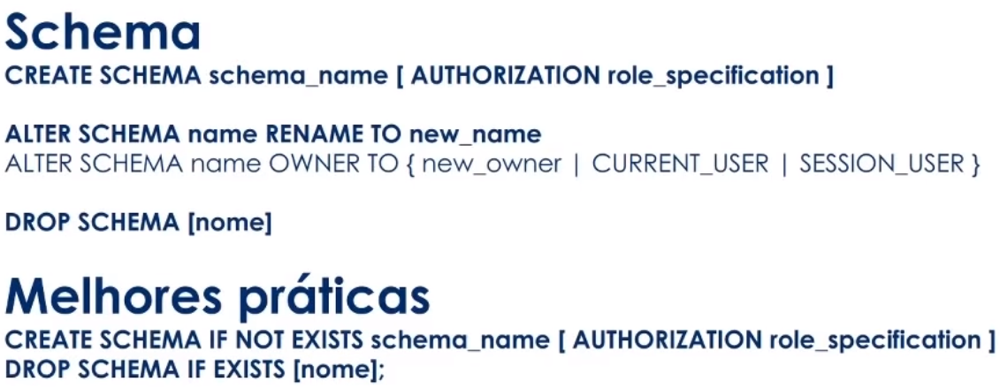 Schema
CREATE SCHEMA schema_name [ AUTHORIZATION role_specification ]
ALTER SCHEMA name RENAME TO new_name
ALTER SCHEMA name OWNER TO { new_owner | CURRENT_USER | SESSION_USER }
DROP SCHEMA [nome]
Melhores práticas
CREATE SCHEMA IF NOT EXISTS schema_name [ AUTHORIZATION role_specification ]
DROP SCHEMA IF EXISTS [nome];